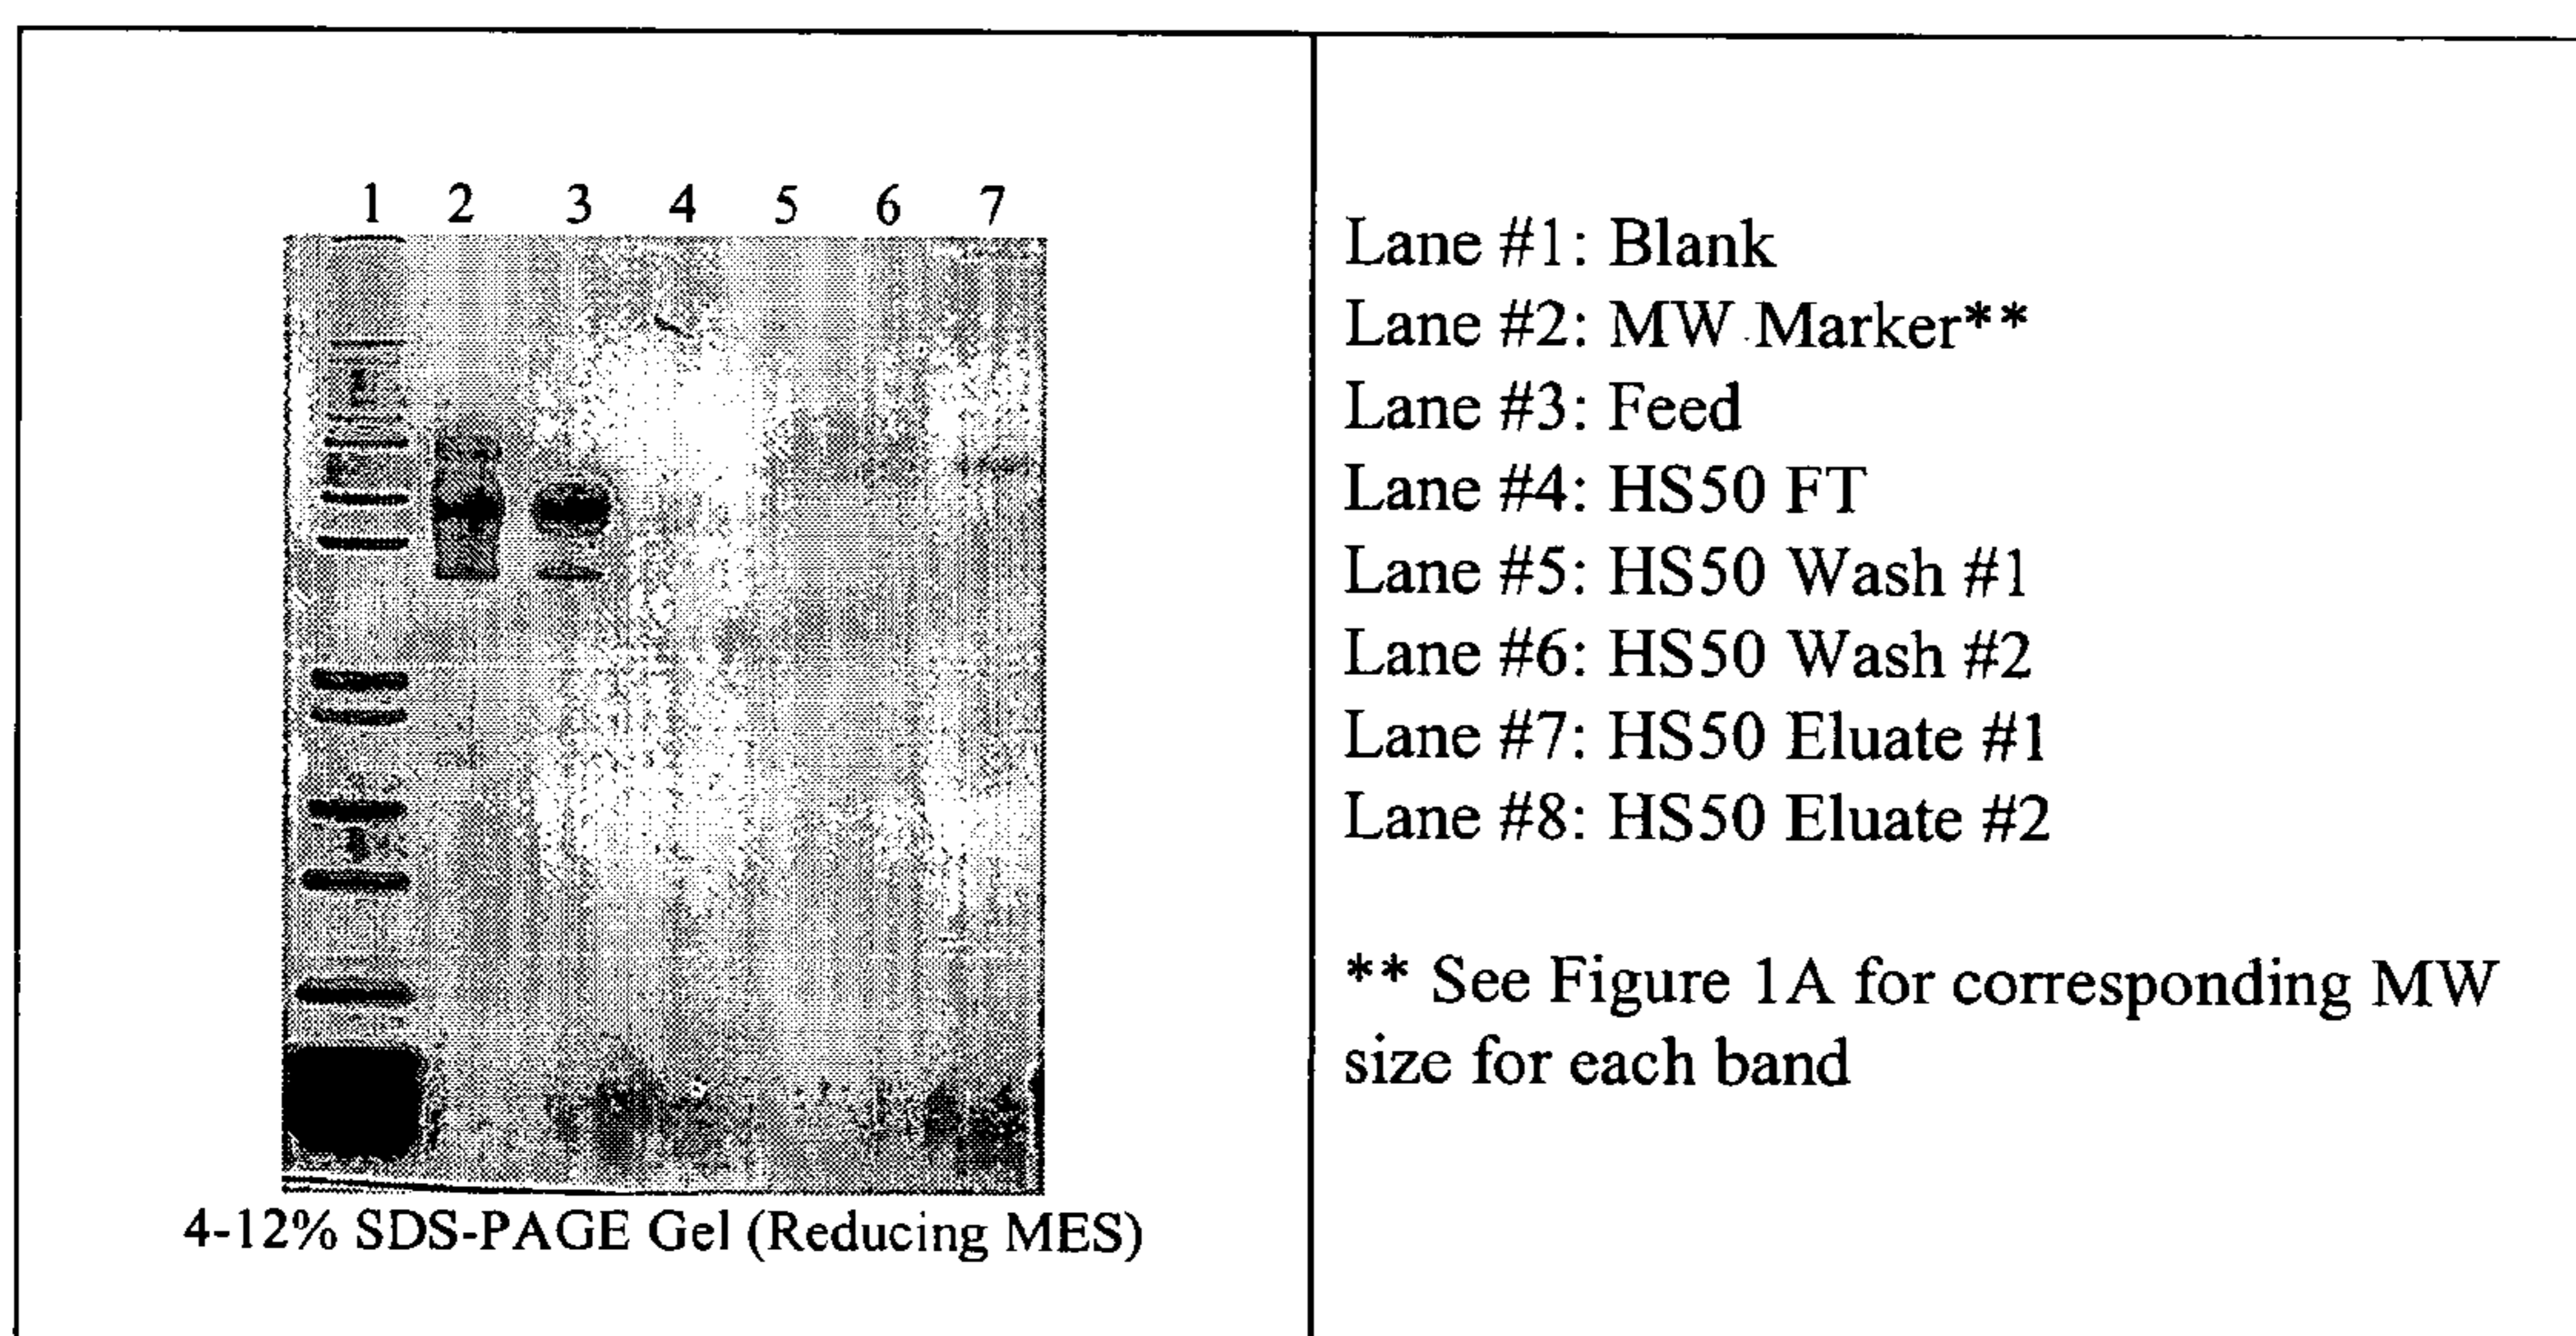 1 2 3 4 5 6 7
4-12% SDS-PAGE Gel (Reducing MES)
Lane #1: Blank
Lane #2: MW Marker**
Lane #3: Feed
Lane #4: HS50 FT
Lane #5: HS50 Wash #1
Lane #6: HS50 Wash #2
Lane #7: HS50 Eluate #1
Lane #8: HS50 Eluate #2
** See Figure 1A for corresponding MW
size for each band